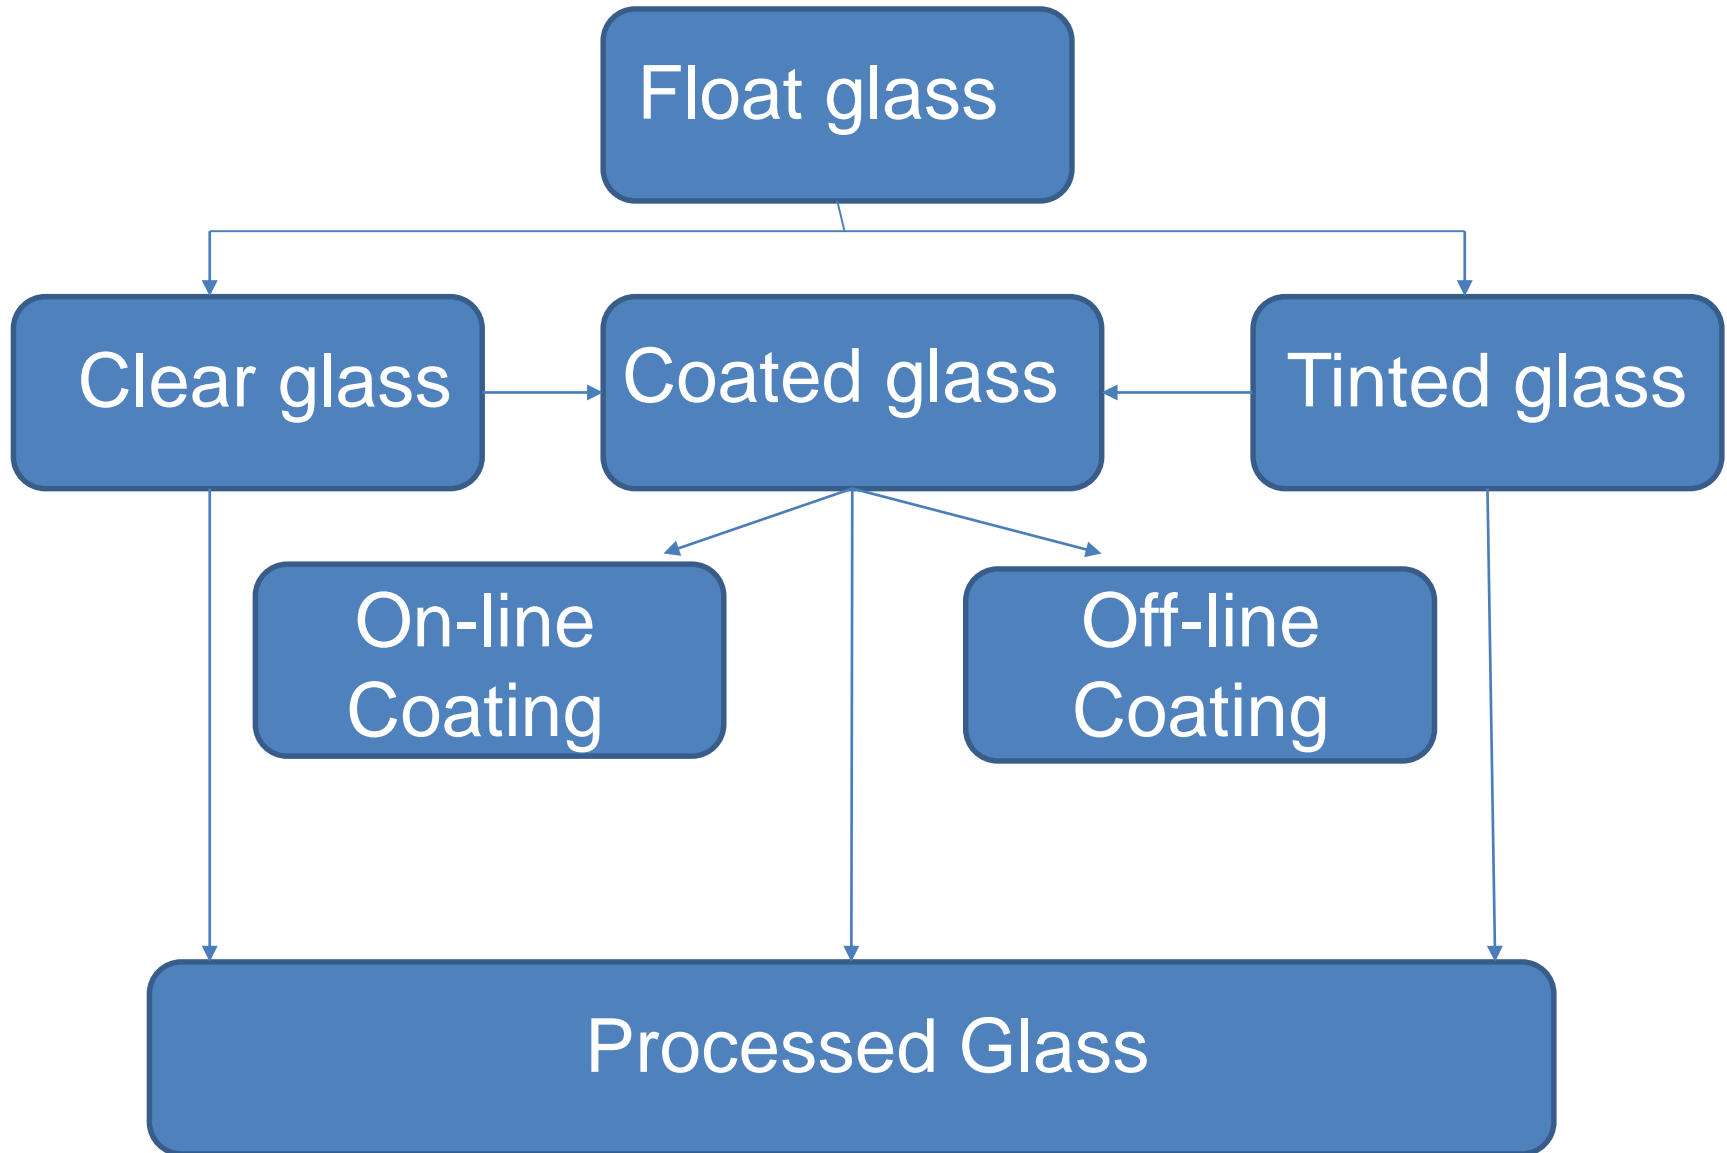 Float glass
Clear glass
Coated glass
Tinted glass
On-line
Coating
Off-line
Coating
Processed Glass